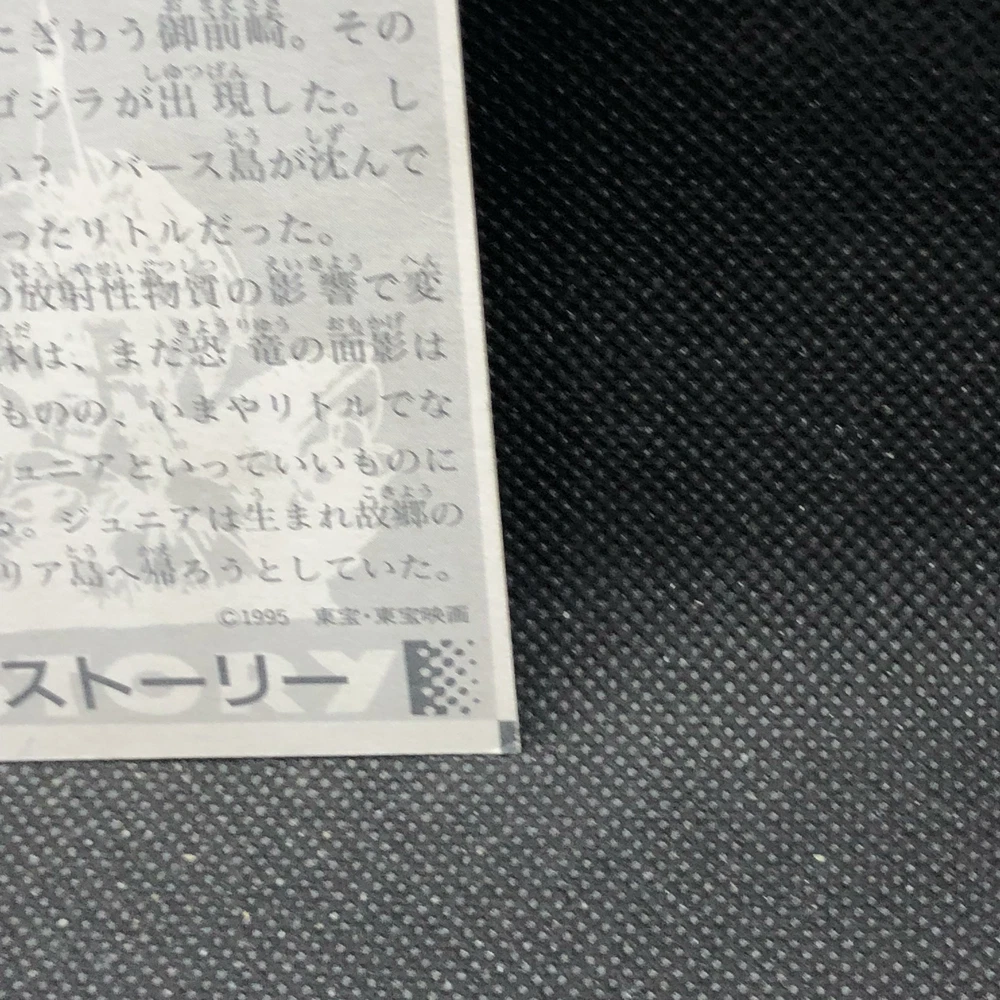 にぎわう御前崎。その
ゴジラが出現した。し
い？ バース島が沈んで
ったリトルだった。
の放射性物質の影響で変
体は、まだ恐竜の面影は
ものの、いまやリトルでな
ジュニアといっていいものに
る。ジュニアは生まれ故郷の
リア島へ帰ろうとしていた。
©1995 東宝・東宝映画
ストーリー